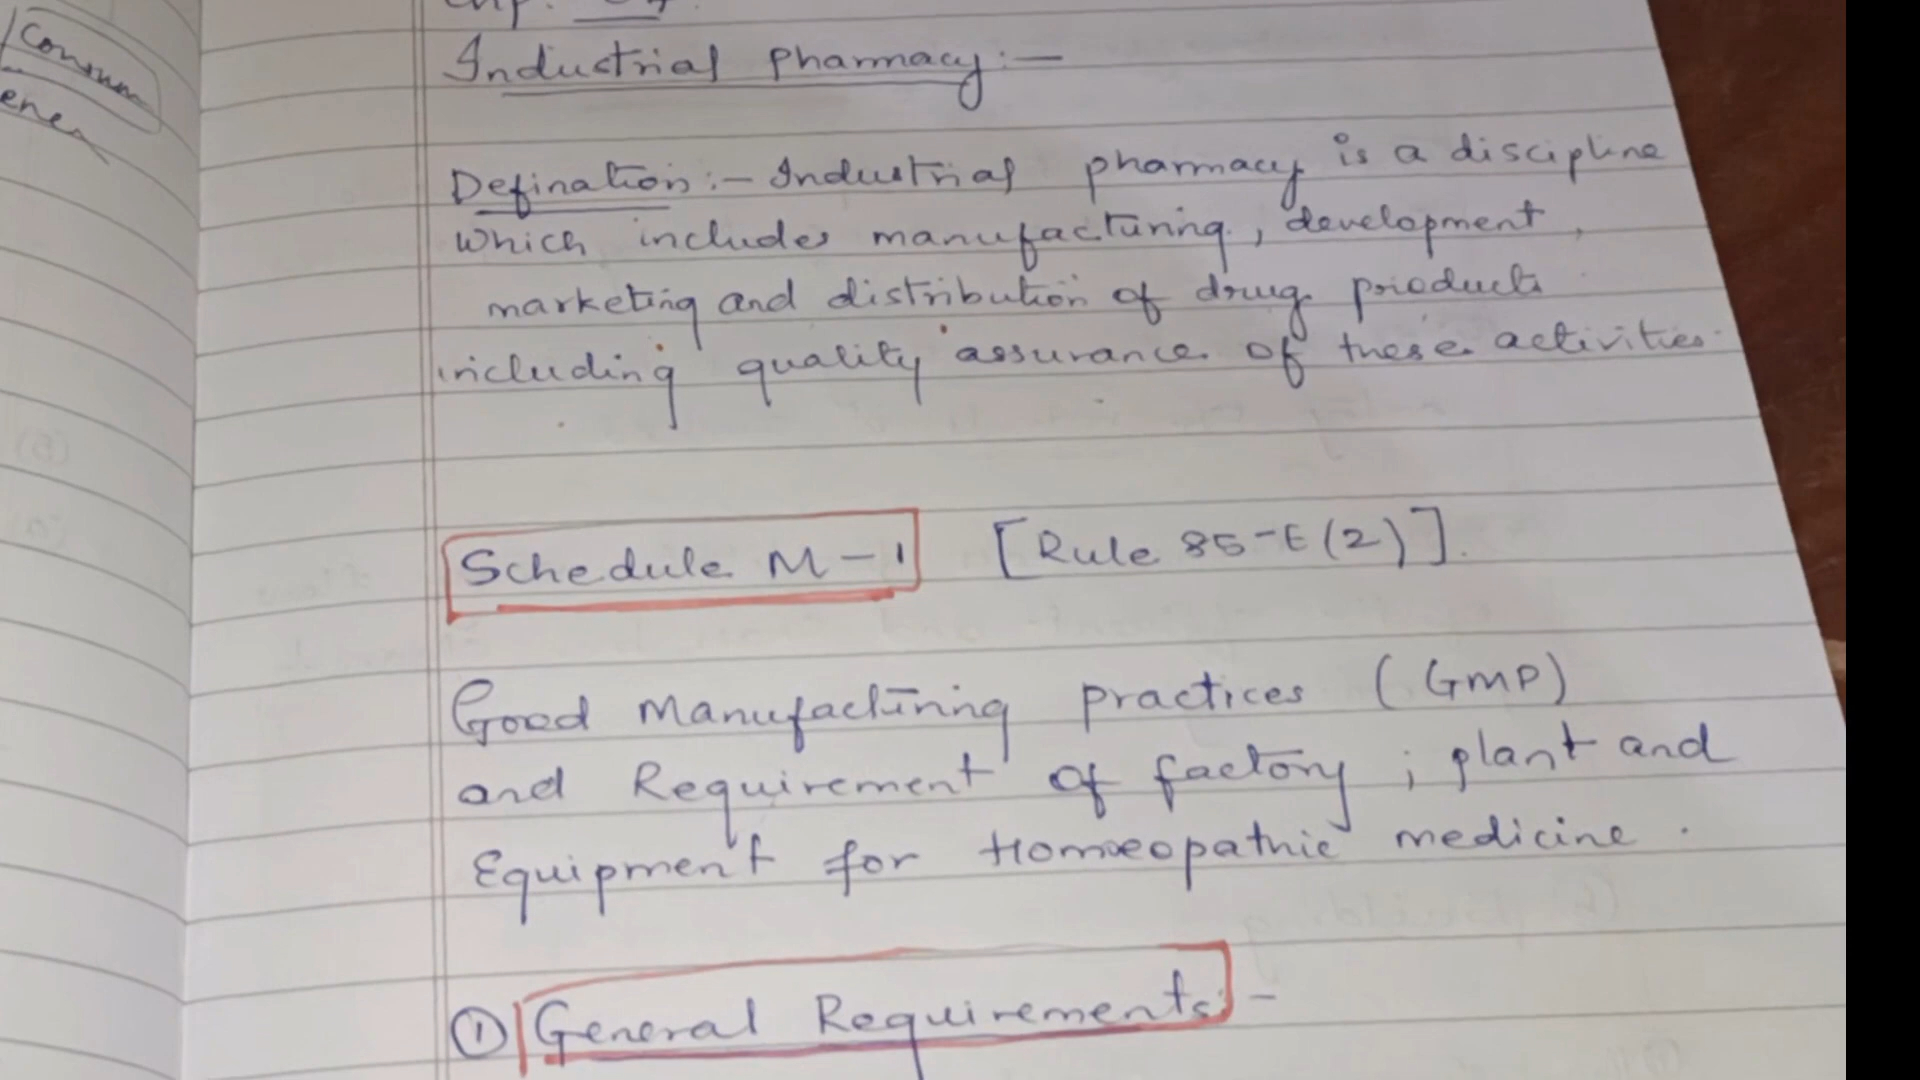 Industrial Pharmacy:-
Defination:- Industrial pharmacy is a discipline
which includes manufacturing, development,
marketing and distribution of drug products
including quality assurance of these activities.
Schedule M-1 [Rule 85-E(2)].
Good Manufacturing practices (GMP)
and Requirement of factory; plant and
Equipment for Homoeopathic medicine.
① General Requirements:-